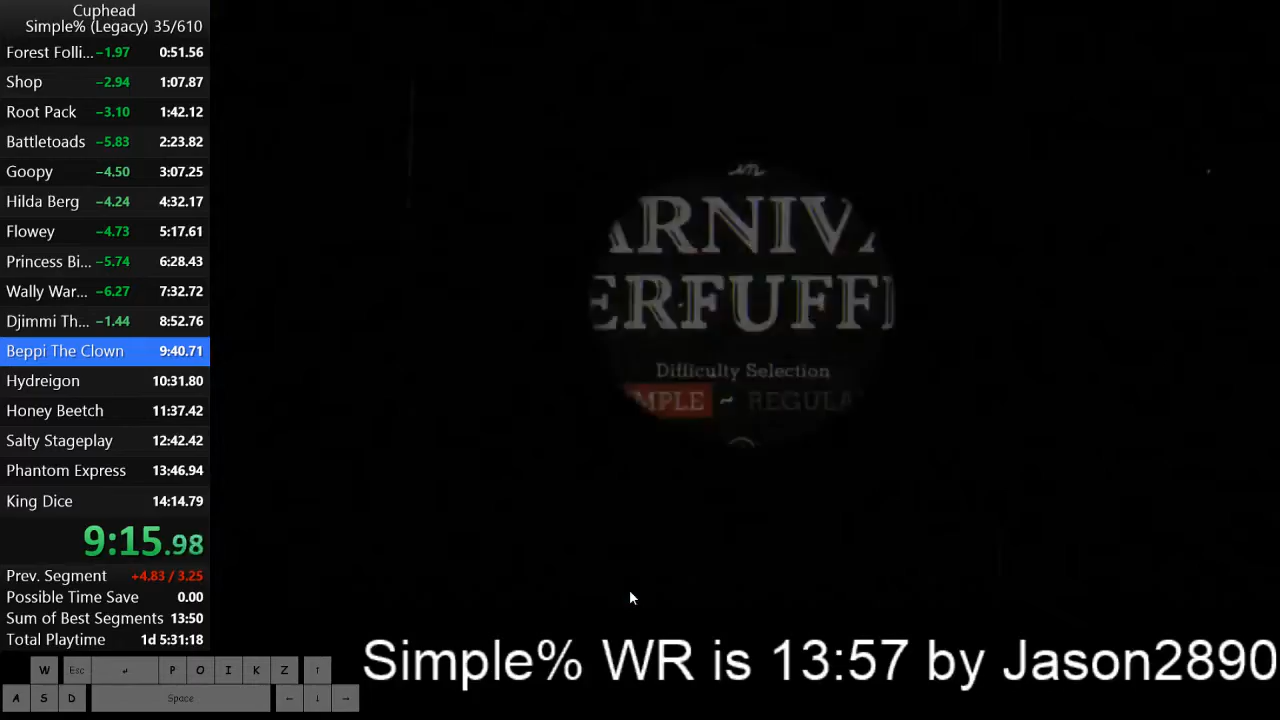 Cuphead
Simple% (Legacy) 35/610
Forest Folli... −1.97 0:51.56
Shop −2.94 1:07.87
Root Pack −3.10 1:42.12
Battletoads −5.83 2:23.82
Goopy −4.50 3:07.25
Hilda Berg −4.24 4:32.17
Flowey −4.73 5:17.61
Princess Bi... −5.74 6:28.43
Wally War... −6.27 7:32.72
Djimmi Th... −1.44 8:52.76
Beppi The Clown 9:40.71
Hydreigon 10:31.80
Honey Beetch 11:37.42
Salty Stageplay 12:42.42
Phantom Express 13:46.94
King Dice 14:14.79
9:15.98
Prev. Segment +4.83 / 3.25
Possible Time Save 0.00
Sum of Best Segments 13:50
Total Playtime 1d 5:31:18
W Esc ↵ P O I K Z ↑
A S D Space ← ↓ →
in
ARNIVA
ERFUFFL
Difficulty Selection
MPLE ~ REGULA
Simple% WR is 13:57 by Jason2890